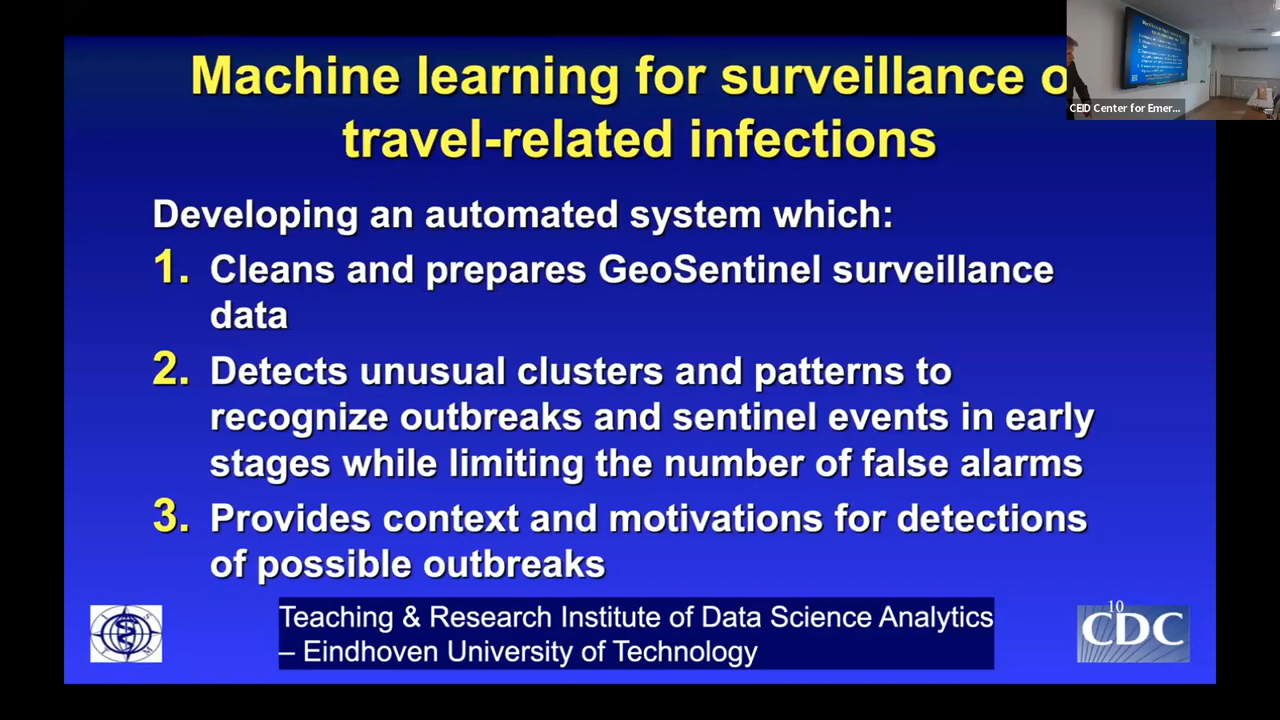 Machine learning for surveillance o
travel-related infections
CEID Center for Emer...
Developing an automated system which:
1. Cleans and prepares GeoSentinel surveillance
data
2. Detects unusual clusters and patterns to
recognize outbreaks and sentinel events in early
stages while limiting the number of false alarms
3. Provides context and motivations for detections
of possible outbreaks
Teaching & Research Institute of Data Science Analytics
– Eindhoven University of Technology
10
CDC